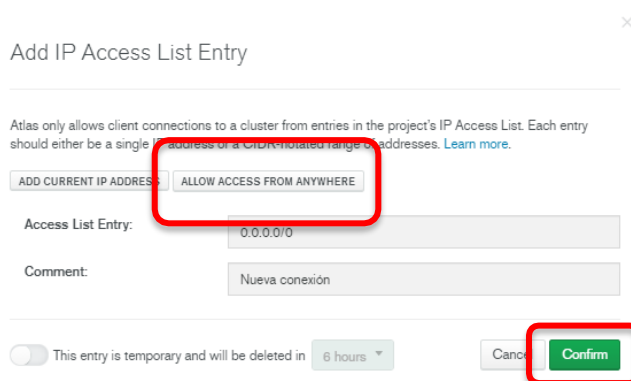 Add IP Access List Entry
Atlas only allows client connections to a cluster from entries in the project's IP Access List. Each entry
should either be a single IP address or a CIDR-notated range of addresses. Learn more.
ADD CURRENT IP ADDRESS ALLOW ACCESS FROM ANYWHERE
Access List Entry: 0.0.0.0/0
Comment: Nueva conexión
This entry is temporary and will be deleted in 6 hours Cancel Confirm